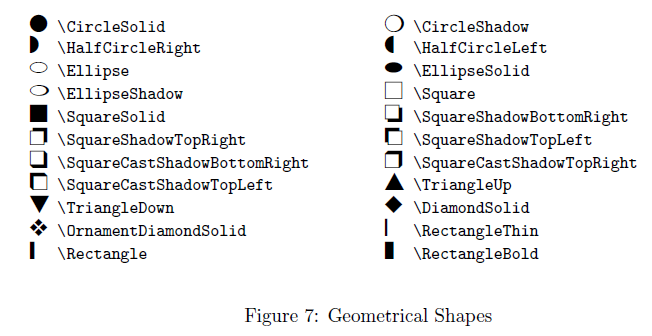 \CircleSolid \CircleShadow
\HalfCircleRight \HalfCircleLeft
\Ellipse \EllipseSolid
\EllipseShadow \Square
\SquareSolid \SquareShadowBottomRight
\SquareShadowTopRight \SquareShadowTopLeft
\SquareCastShadowBottomRight \SquareCastShadowTopRight
\SquareCastShadowTopLeft \TriangleUp
\TriangleDown \DiamondSolid
\OrnamentDiamondSolid \RectangleThin
\Rectangle \RectangleBold
Figure 7: Geometrical Shapes